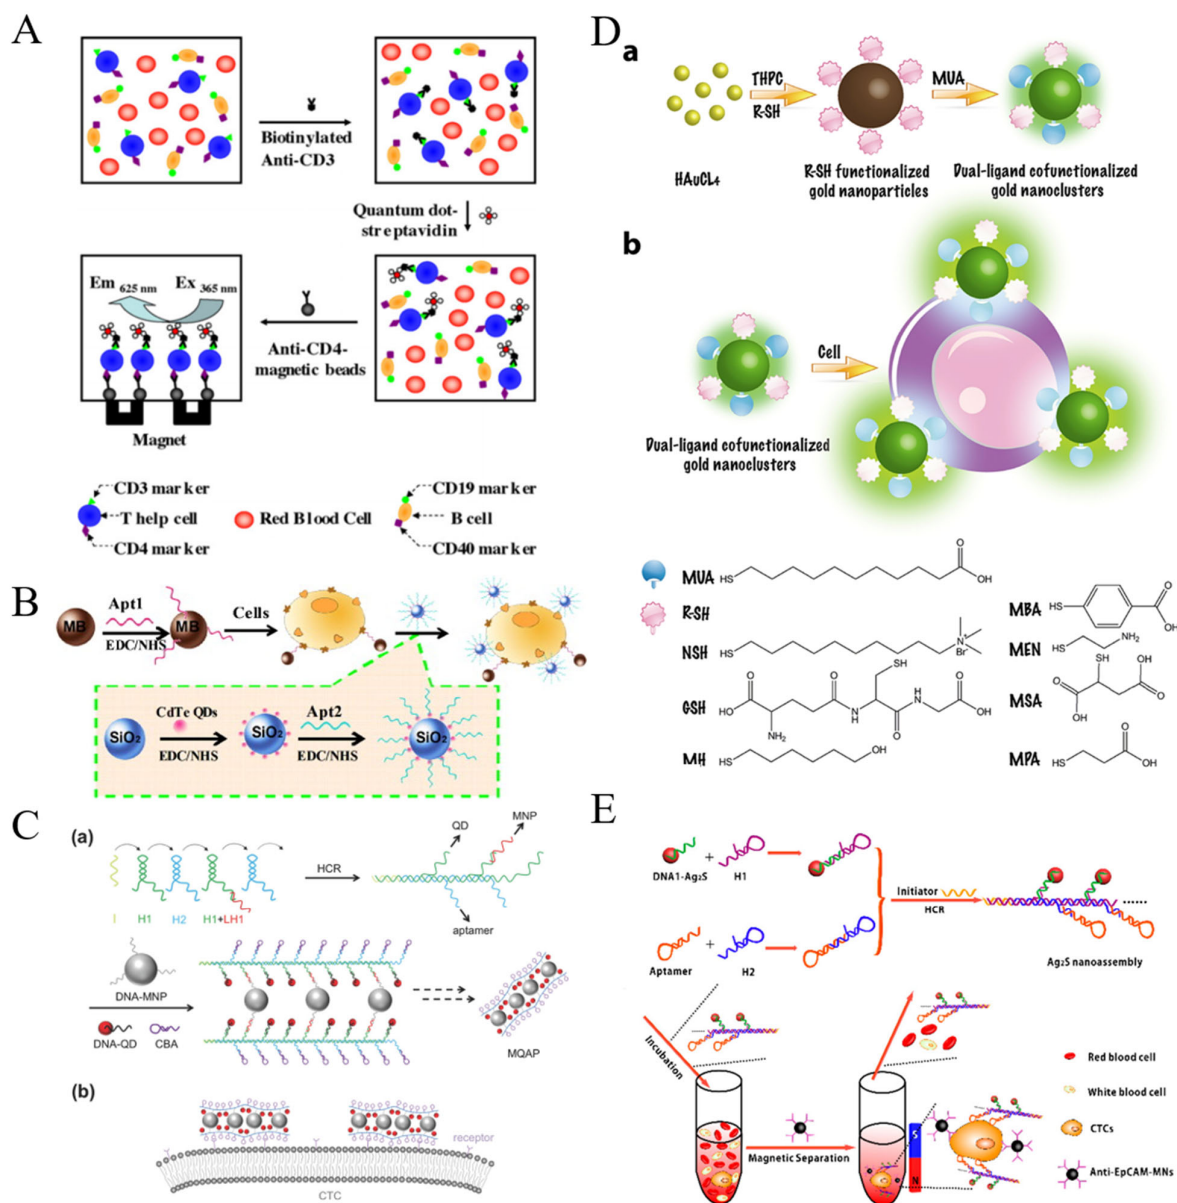 A
Biotinylated
Anti-CD3
Quantum dot-
streptavidin
Em 625 nm
Ex 365 nm
Anti-CD4-
magnetic beads
Magnet
CD3 marker
T help cell
CD4 marker
Red Blood Cell
CD19 marker
B cell
CD40 marker
B
MB
Apt1
EDC/NHS
MB
Cells
SiO2
CdTe QDs
EDC/NHS
SiO2
Apt2
EDC/NHS
SiO2
C
(a)
I
H1
H2
H1+LH1
HCR
QD
MNP
aptamer
DNA-MNP
DNA-QD
CBA
MQAP
(b)
receptor
CTC
D
a
HAuCL4
THPC
R-SH
R-SH functionalized
gold nanoparticles
MUA
Dual-ligand cofunctionalized
gold nanoclusters
b
Dual-ligand cofunctionalized
gold nanoclusters
Cell
MUA
HS
O
OH
R-SH
NSH
HS
N+
Br-
GSH
HO
O
NH2
O
N
H
SH
O
H
N
O
OH
MH
HS
OH
MBA
HS
O
OH
MEN
HS
NH2
MSA
SH
OH
O
O
OH
MPA
HS
O
OH
E
DNA1-Ag2S
+
H1
Aptamer
+
H2
Initiator
HCR
......
Ag2S nanoassembly
Incubation
Magnetic Separation
S
N
Red blood cell
White blood cell
CTCs
Anti-EpCAM-MNs